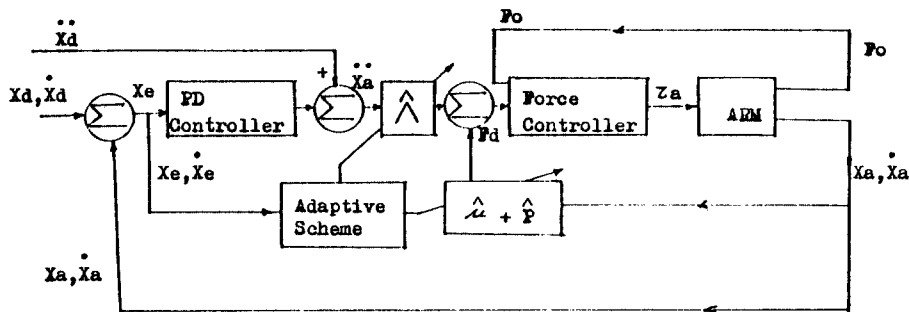 Ẍd
Fo
Fo
Xd,Ẋd
Xe
PD
Controller
+
Ẍa
Λ̂
Fd
Force
Controller
τa
ARM
Xe,Ẋe
Adaptive
Scheme
μ̂ + P̂
Xa,Ẋa
Xa,Ẋa